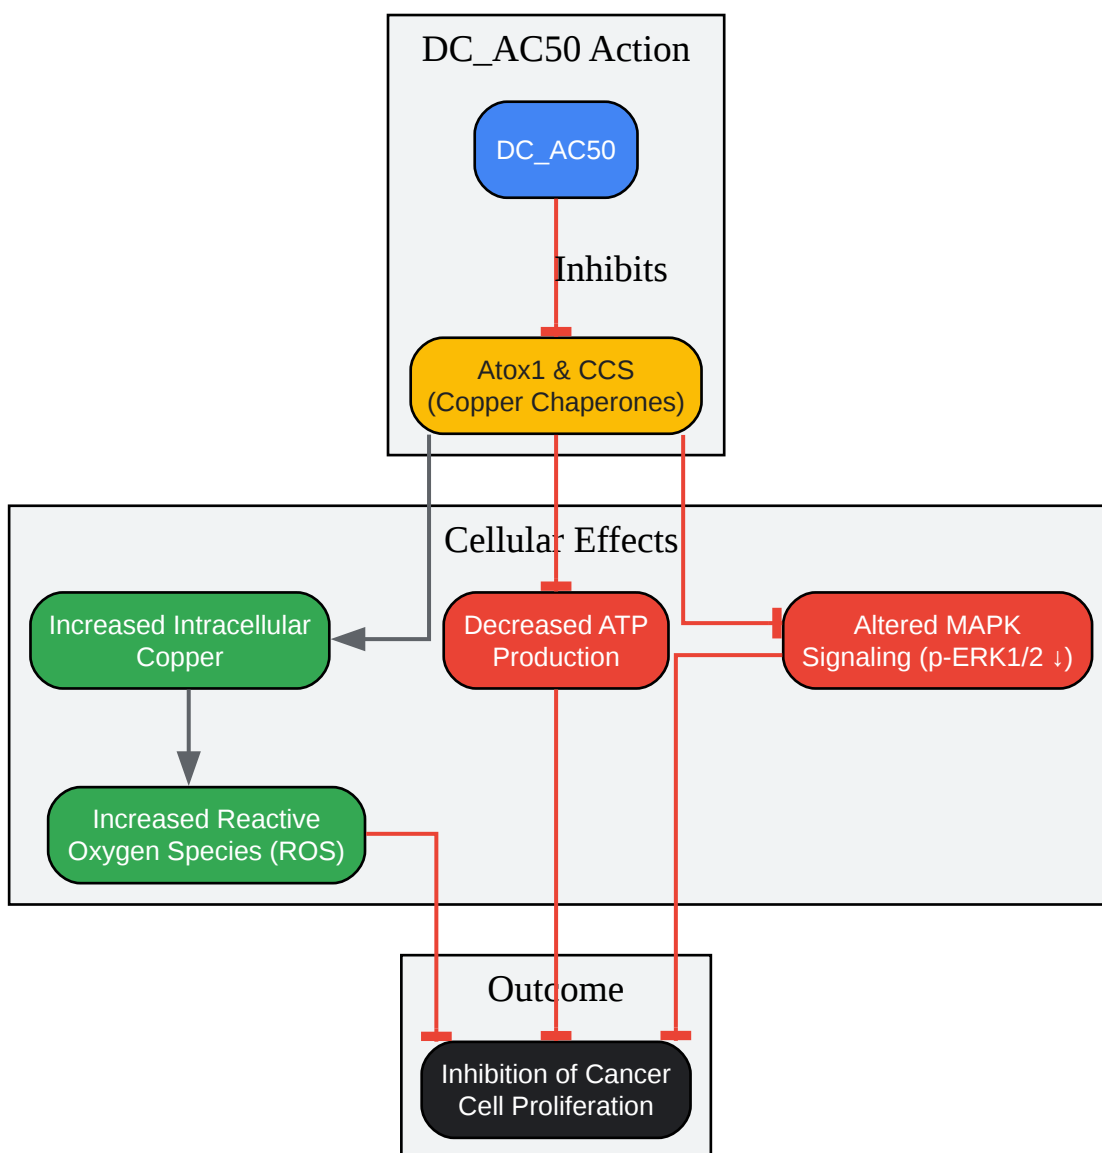 DC_AC50 Action
DC_AC50
Inhibits
Atox1 & CCS
(Copper Chaperones)
Cellular Effects
Increased Intracellular
Copper
Decreased ATP
Production
Altered MAPK
Signaling (p-ERK1/2 ↓)
Increased Reactive
Oxygen Species (ROS)
Outcome
Inhibition of Cancer
Cell Proliferation